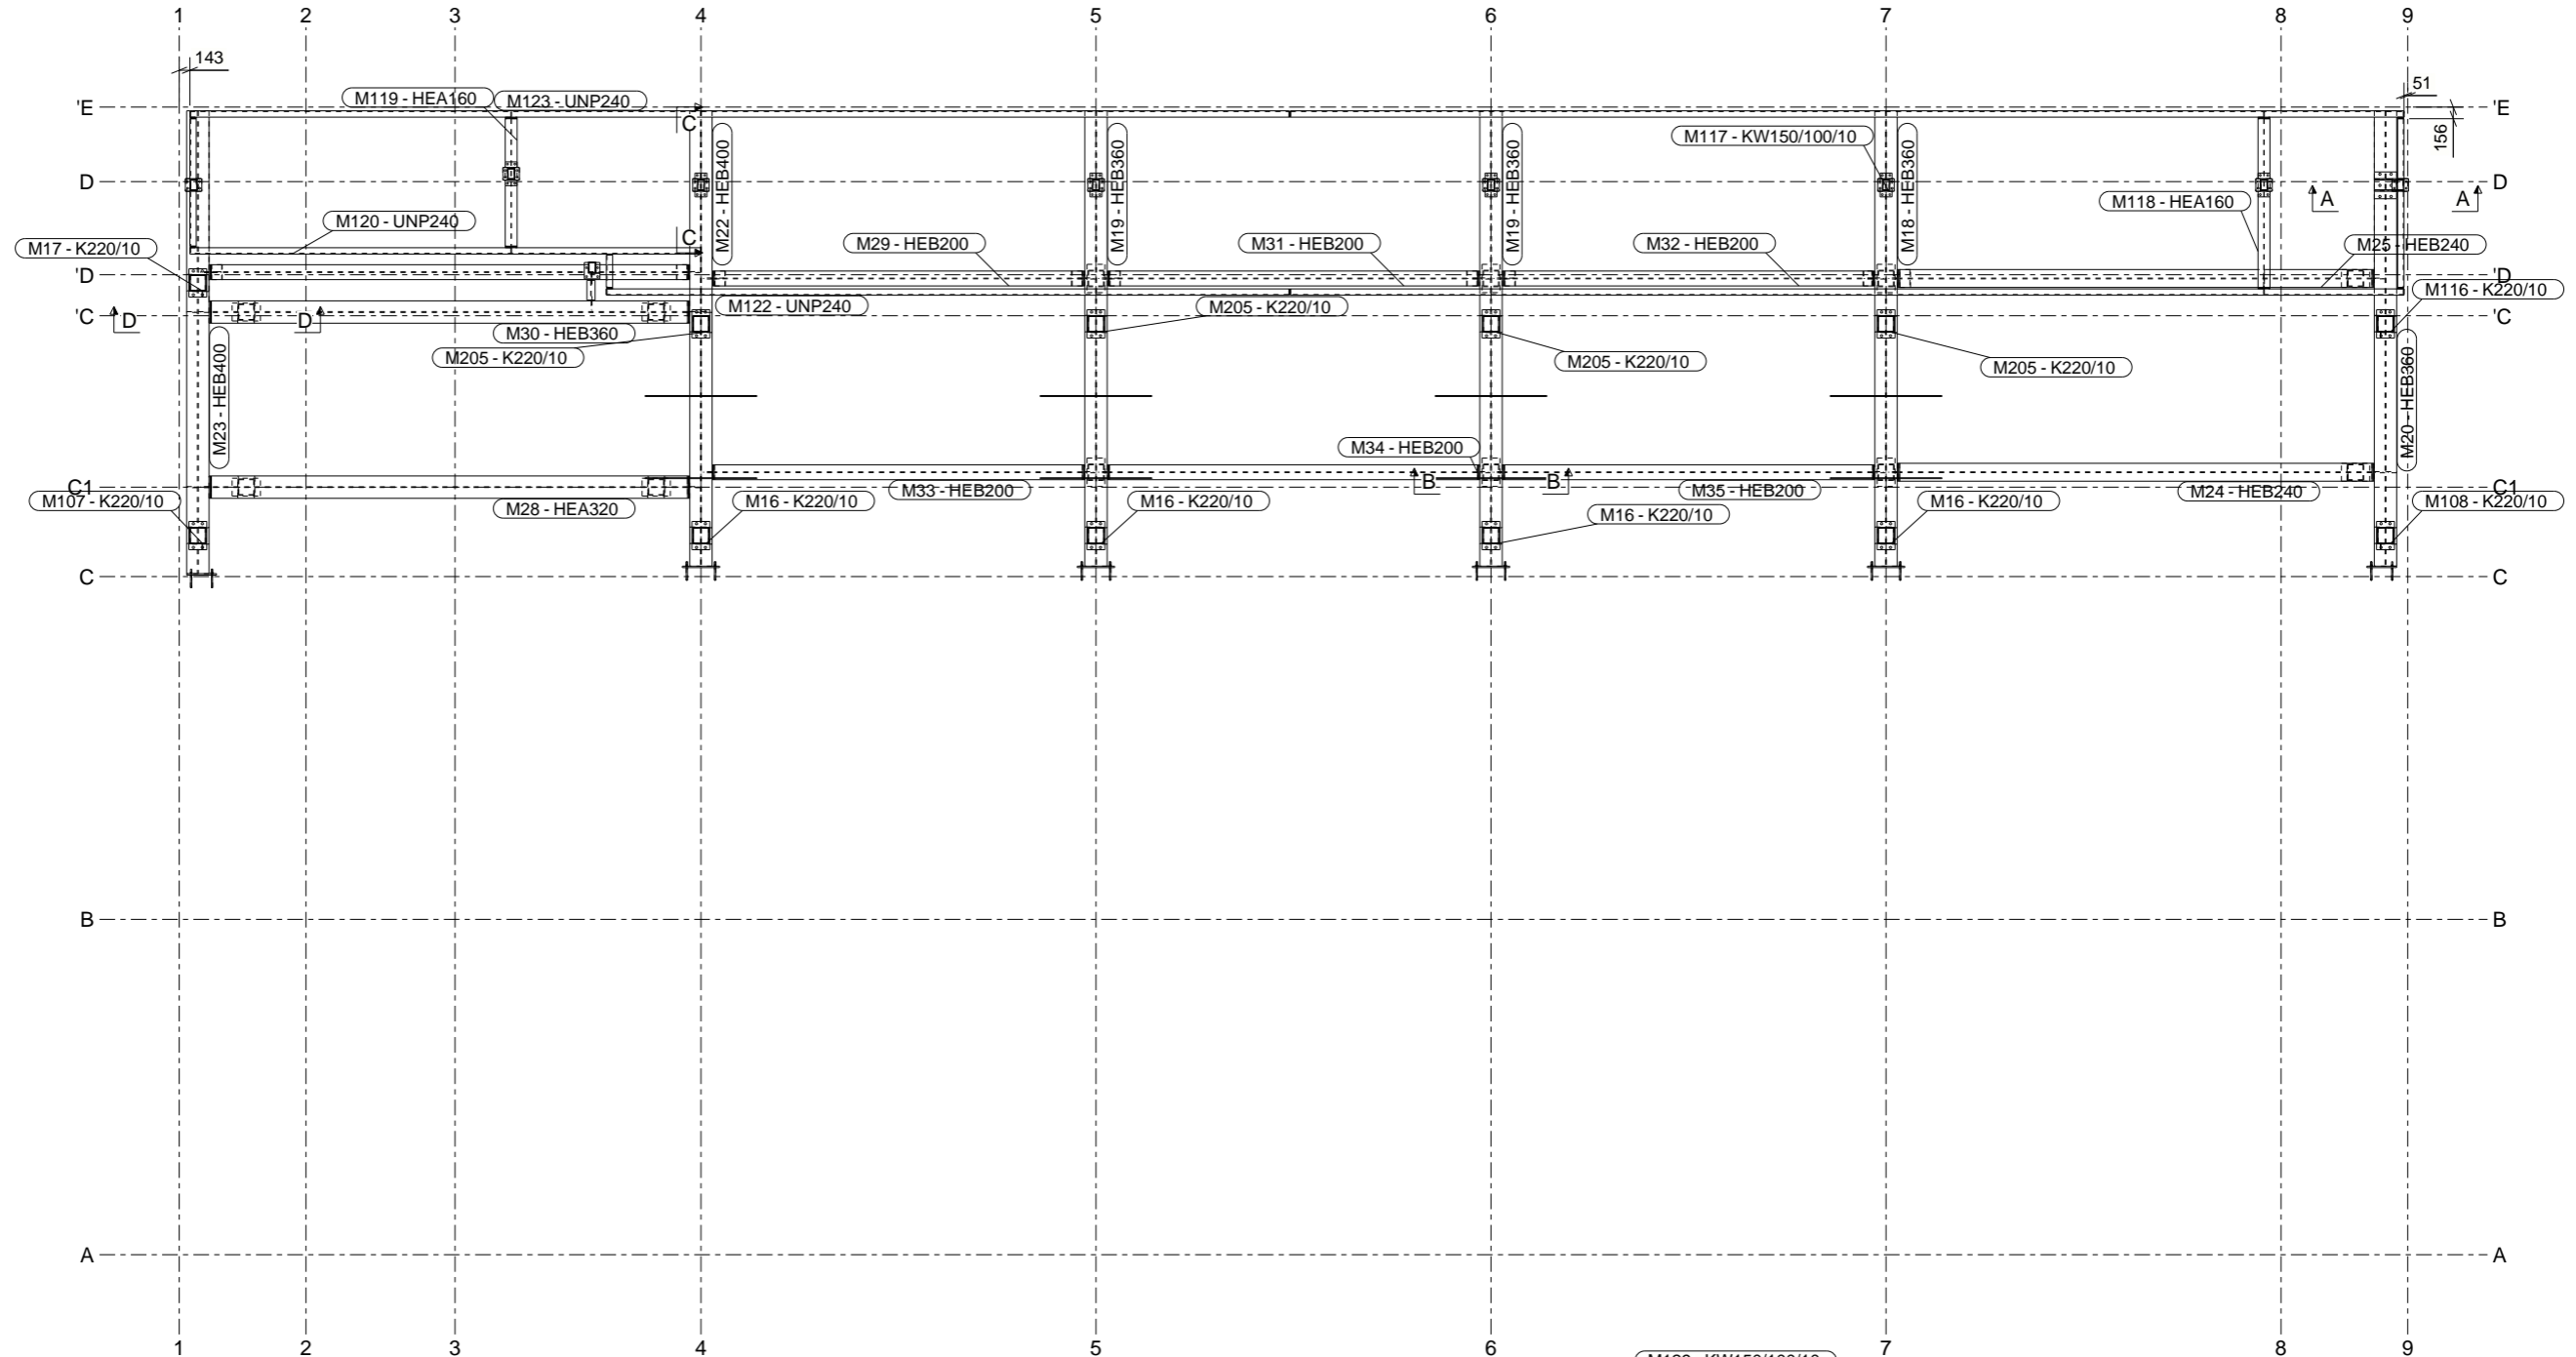 1 2 3 4 5 6 7 8 9
143
51
'E M119 - HEA160 M123 - UNP240 'E
C
M117 - KW150/100/10
156
M22 - HEB400
M19 - HEB360
M19 - HEB360
M18 - HEB360
D D
A A
M118 - HEA160
M120 - UNP240
C
M17 - K220/10 M29 - HEB200 M31 - HEB200 M32 - HEB200 M25 - HEB240
'D 'D
M116 - K220/10
M122 - UNP240 M205 - K220/10
'C D D 'C
M30 - HEB360
M205 - K220/10 M205 - K220/10 M205 - K220/10
M23 - HEB400
M20 - HEB360
M34 - HEB200
B B
C1 C1
M33 - HEB200 M35 - HEB200 M24 - HEB240
M107 - K220/10 M28 - HEA320 M16 - K220/10 M16 - K220/10 M16 - K220/10 M16 - K220/10 M108 - K220/10
C C
B B
A A
1 2 3 4 5 6 7 8 9